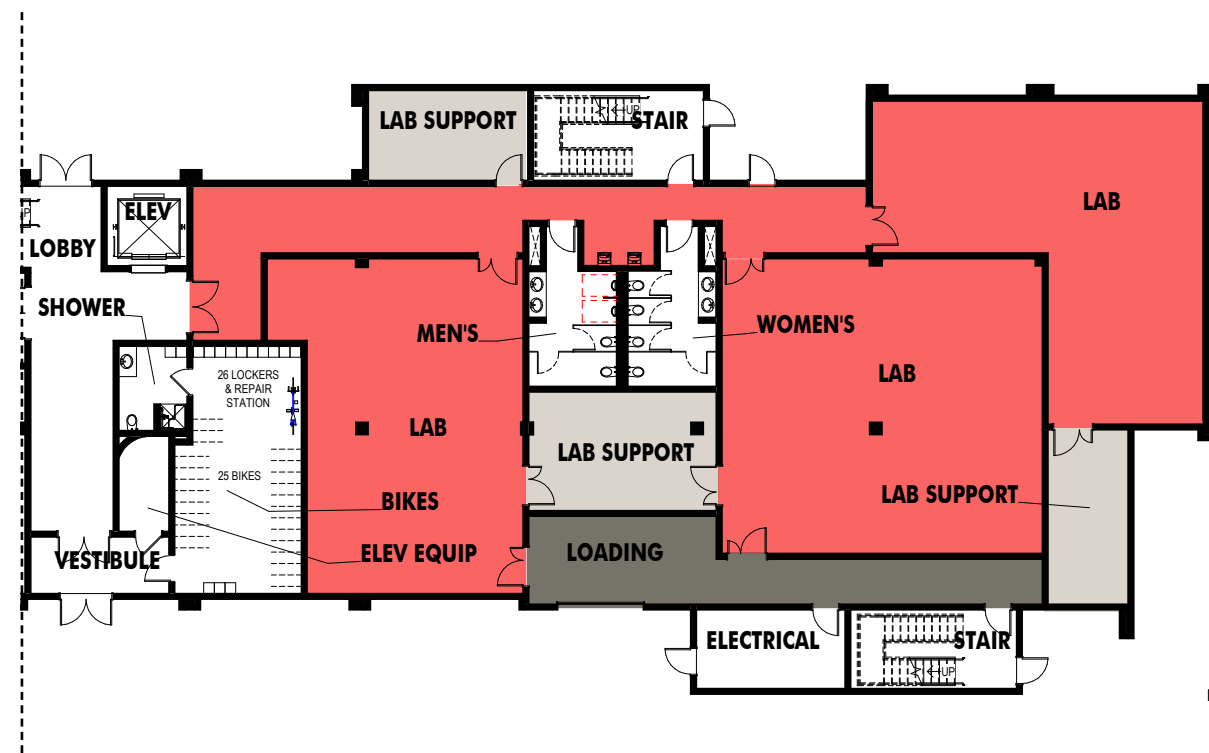 LAB SUPPORT
UP
STAIR
ELEV
LAB
P
LOBBY
SHOWER
MEN'S
WOMEN'S
26 LOCKERS
& REPAIR
STATION
LAB
LAB
LAB SUPPORT
25 BIKES
BIKES
LAB SUPPORT
VESTIBULE
ELEV EQUIP
LOADING
ELECTRICAL
STAIR
UP